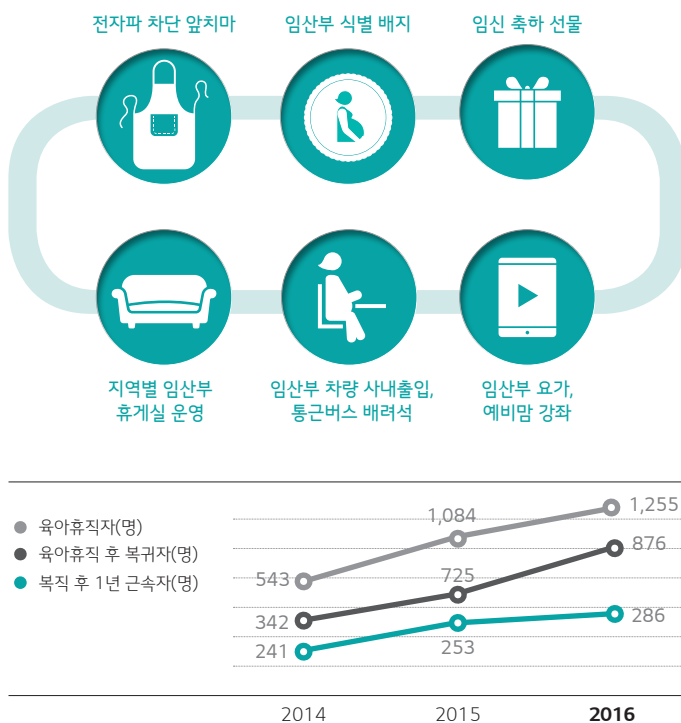 전자파 차단 앞치마
임산부 식별 배지
임신 축하 선물
지역별 임산부
휴게실 운영
임산부 차량 사내출입,
통근버스 배려석
임산부 요가,
예비맘 강좌
육아휴직자(명)
육아휴직 후 복귀자(명)
복직 후 1년 근속자(명)
543
1,084
1,255
342
725
876
241
253
286
2014
2015
2016